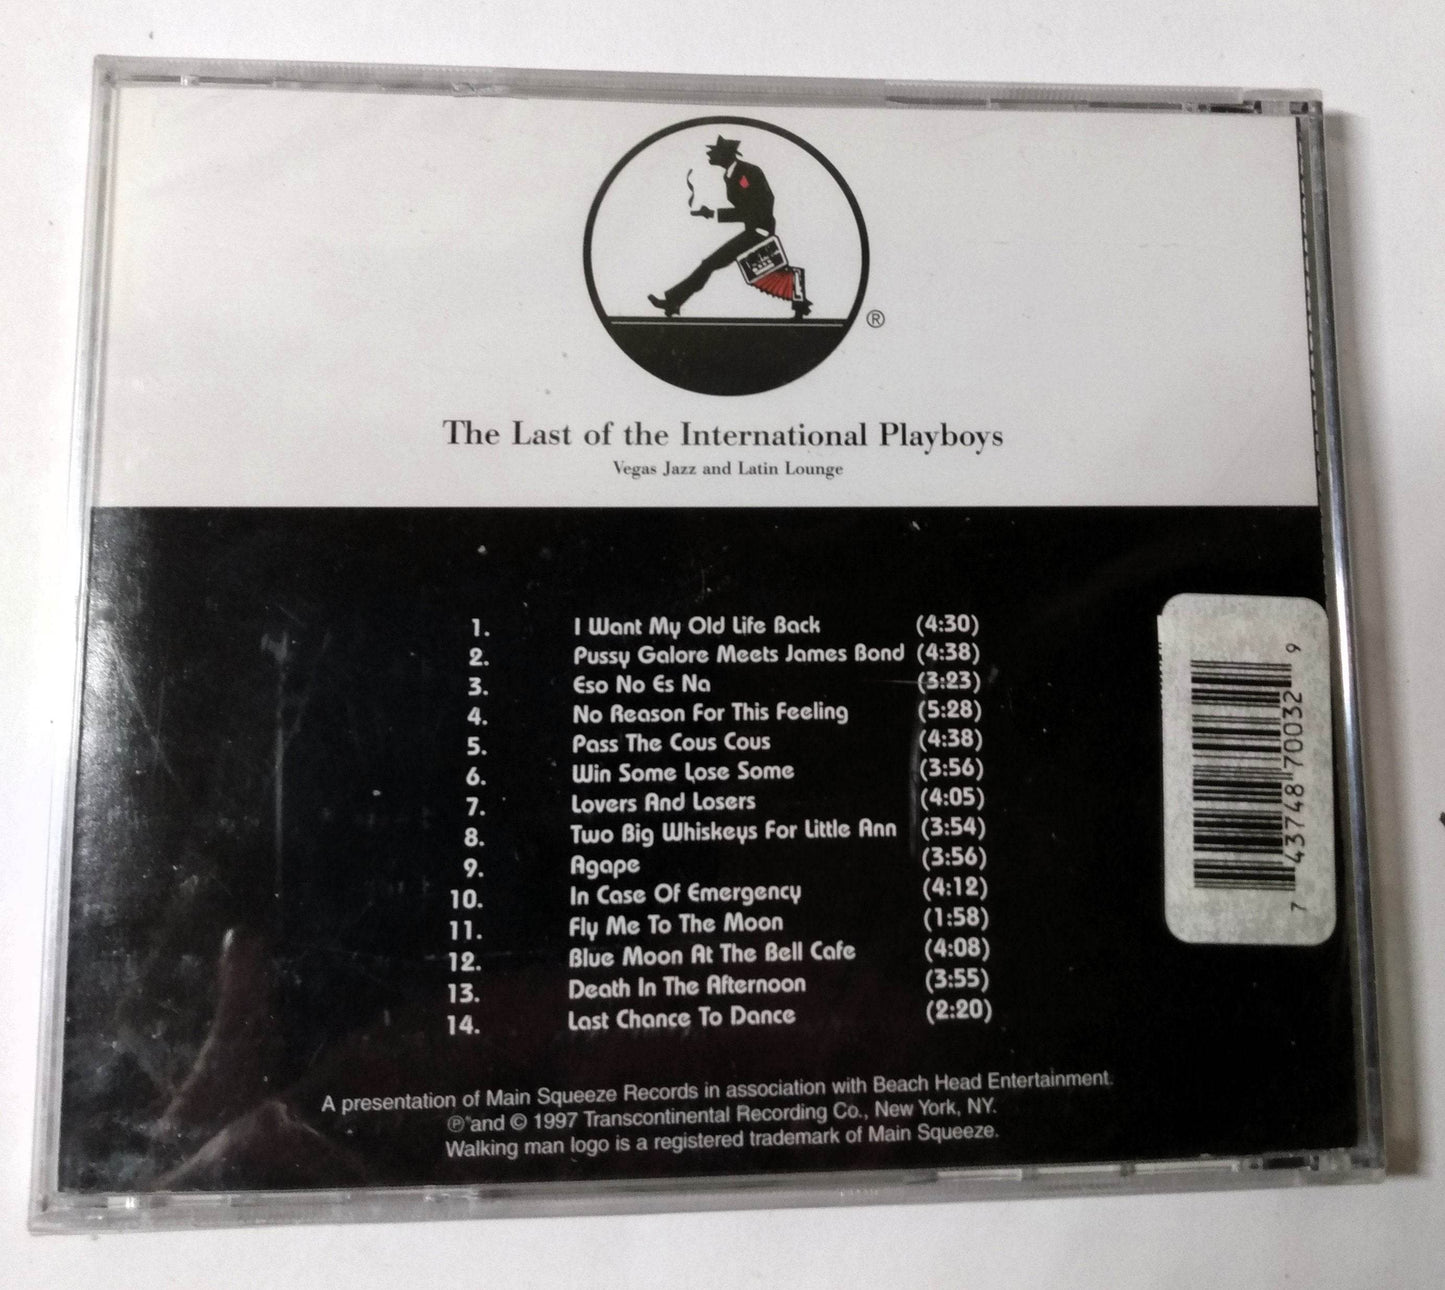 ®
The Last of the International Playboys
Vegas Jazz and Latin Lounge
1. I Want My Old Life Back (4:30)
2. Pussy Galore Meets James Bond (4:38)
3. Eso No Es Na (3:23)
4. No Reason For This Feeling (5:28)
5. Pass The Cous Cous (4:38)
6. Win Some Lose Some (3:56)
7. Lovers And Losers (4:05)
8. Two Big Whiskeys For Little Ann (3:54)
9. Agape (3:56)
10. In Case Of Emergency (4:12)
11. Fly Me To The Moon (1:58)
12. Blue Moon At The Bell Cafe (4:08)
13. Death In The Afternoon (3:55)
14. Last Chance To Dance (2:20)
7 43748 70032 9
A presentation of Main Squeeze Records in association with Beach Head Entertainment.
℗ and © 1997 Transcontinental Recording Co., New York, NY.
Walking man logo is a registered trademark of Main Squeeze.